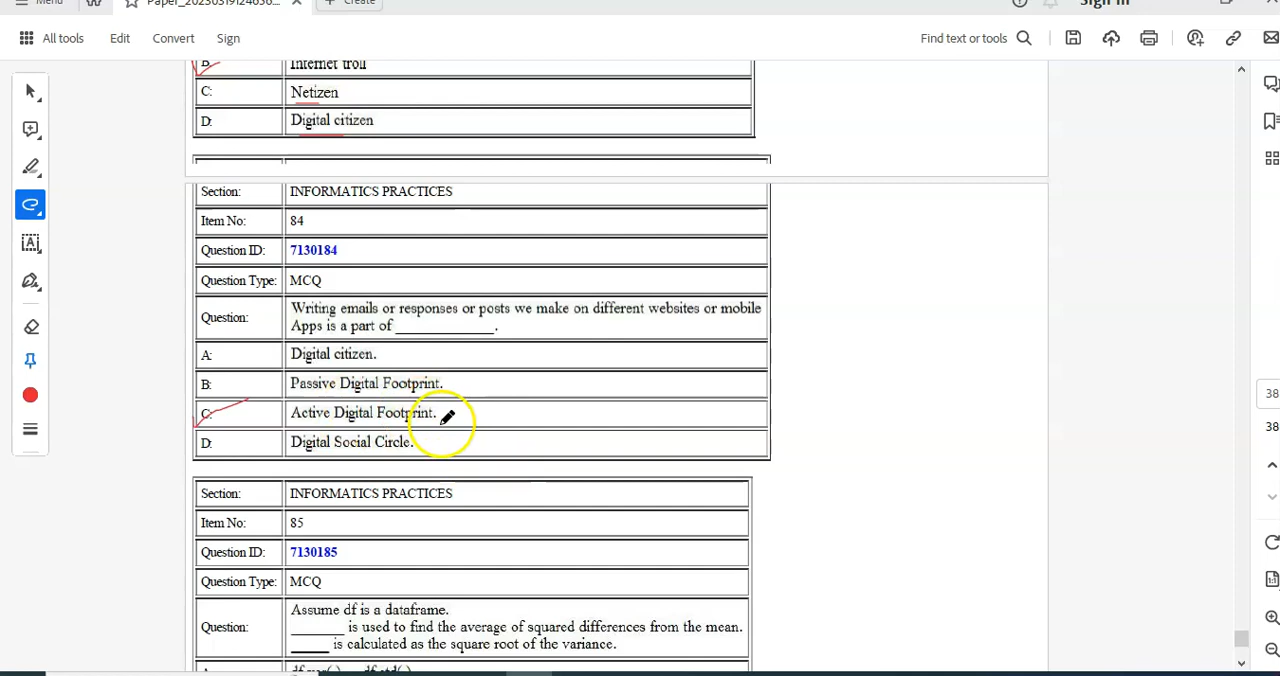 Menu
Paper_20230319124636...
Create
Sign in
All tools
Edit
Convert
Sign
Find text or tools
B: Internet troll
C: Netizen
D: Digital citizen
Section: INFORMATICS PRACTICES
Item No: 84
Question ID: 7130184
Question Type: MCQ
Question: Writing emails or responses or posts we make on different websites or mobile
Apps is a part of ______________.
A: Digital citizen.
B: Passive Digital Footprint.
C: Active Digital Footprint.
D: Digital Social Circle.
Section: INFORMATICS PRACTICES
Item No: 85
Question ID: 7130185
Question Type: MCQ
Question: Assume df is a dataframe.
_______ is used to find the average of squared differences from the mean.
_____ is calculated as the square root of the variance.
df.var( ) df.std( )
38
38